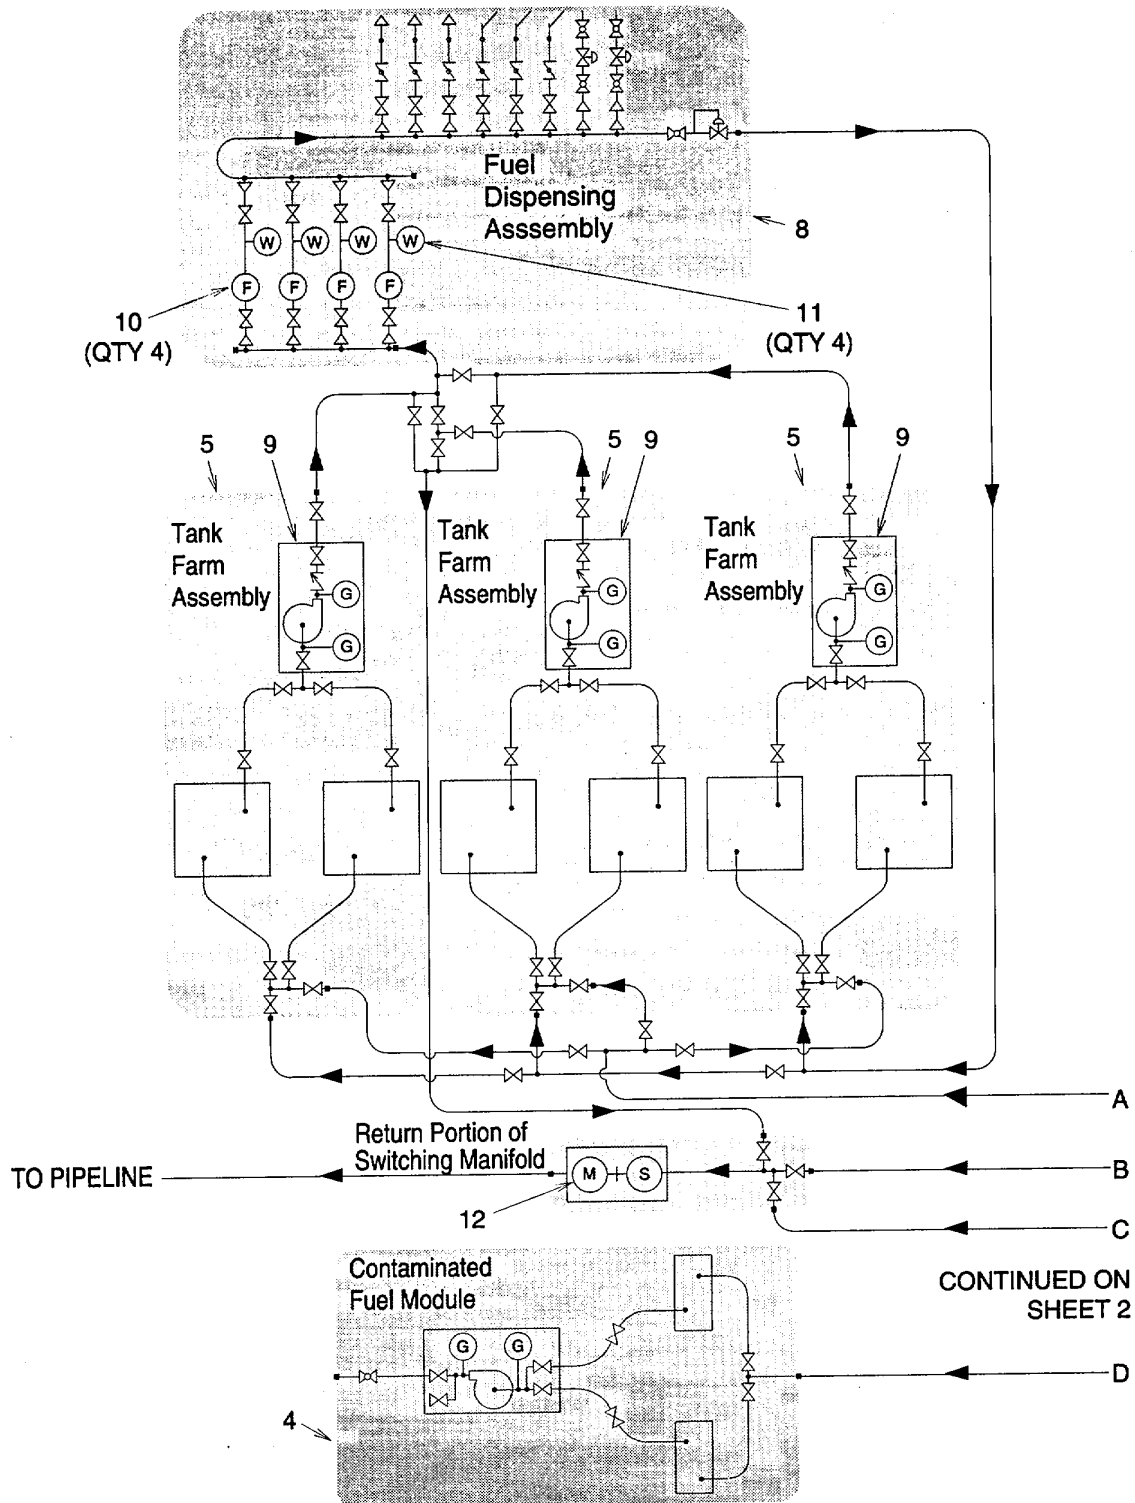 Fuel
Dispensing
Asssembly
8
W W W W
F F F F
10
(QTY 4)
11
(QTY 4)
5 9 5 9 5 9
Tank
Farm
Assembly
Tank
Farm
Assembly
Tank
Farm
Assembly
G G G
G G G
A
Return Portion of
Switching Manifold
TO PIPELINE
M S
B
12
C
Contaminated
Fuel Module
CONTINUED ON
SHEET 2
G G
D
4